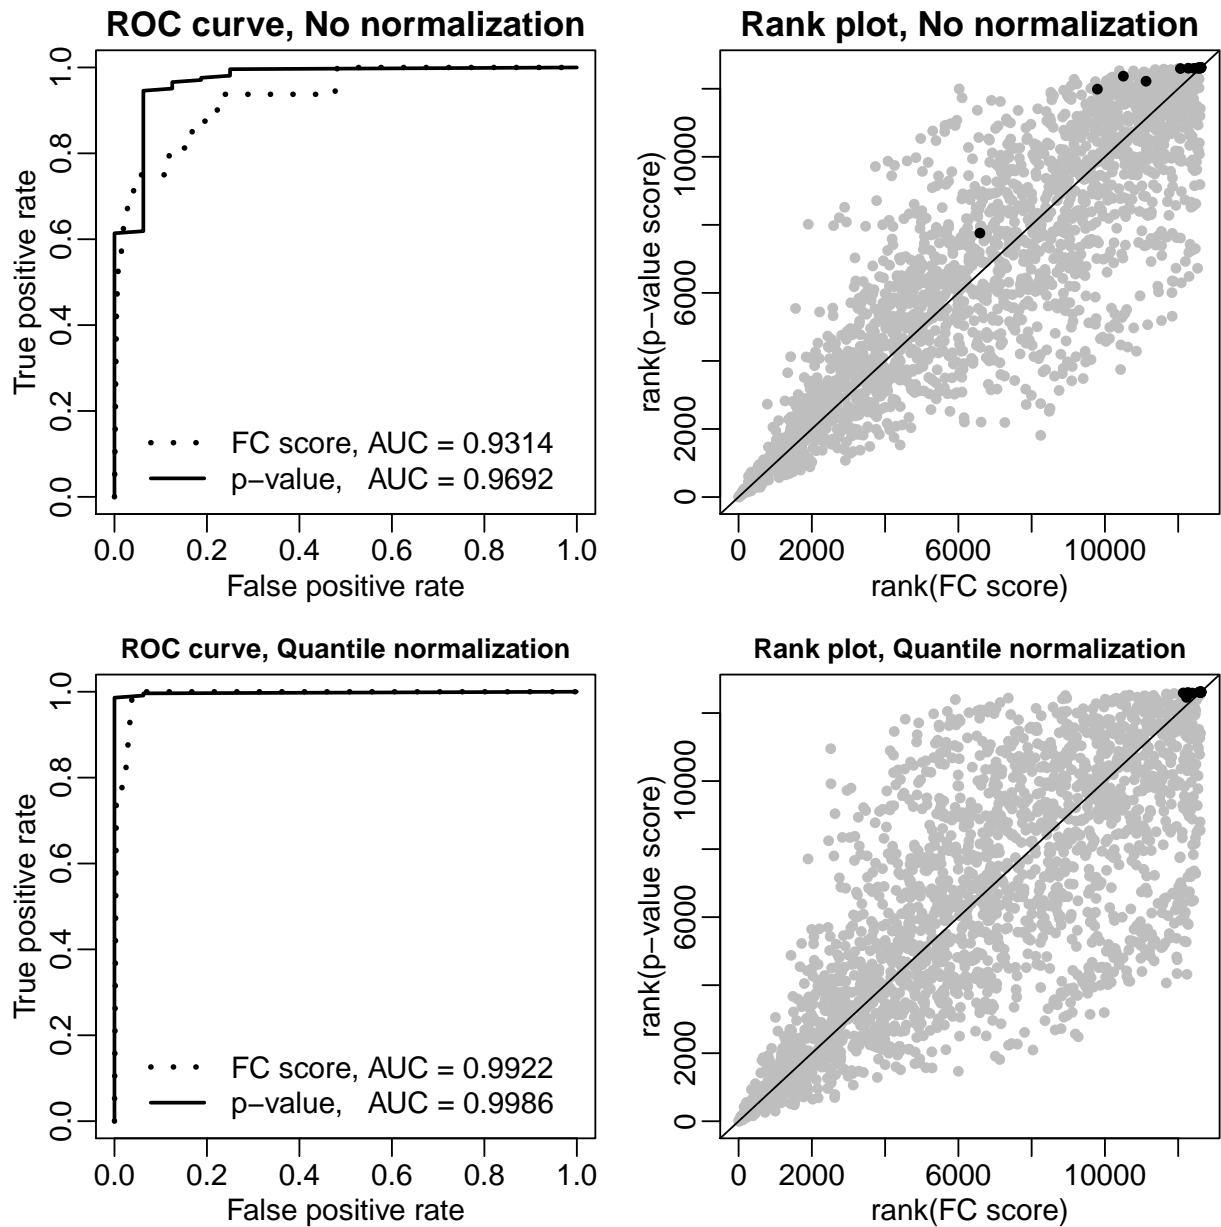 ROC curve, No normalization
1.0
0.8
0.6
0.4
0.2
0.0
True positive rate
FC score, AUC = 0.9314
p−value, AUC = 0.9692
0.0 0.2 0.4 0.6 0.8 1.0
False positive rate
Rank plot, No normalization
10000
6000
2000
0
rank(p−value score)
0 2000 6000 10000
rank(FC score)
ROC curve, Quantile normalization
1.0
0.8
0.6
0.4
0.2
0.0
True positive rate
FC score, AUC = 0.9922
p−value, AUC = 0.9986
0.0 0.2 0.4 0.6 0.8 1.0
False positive rate
Rank plot, Quantile normalization
10000
6000
2000
0
rank(p−value score)
0 2000 6000 10000
rank(FC score)